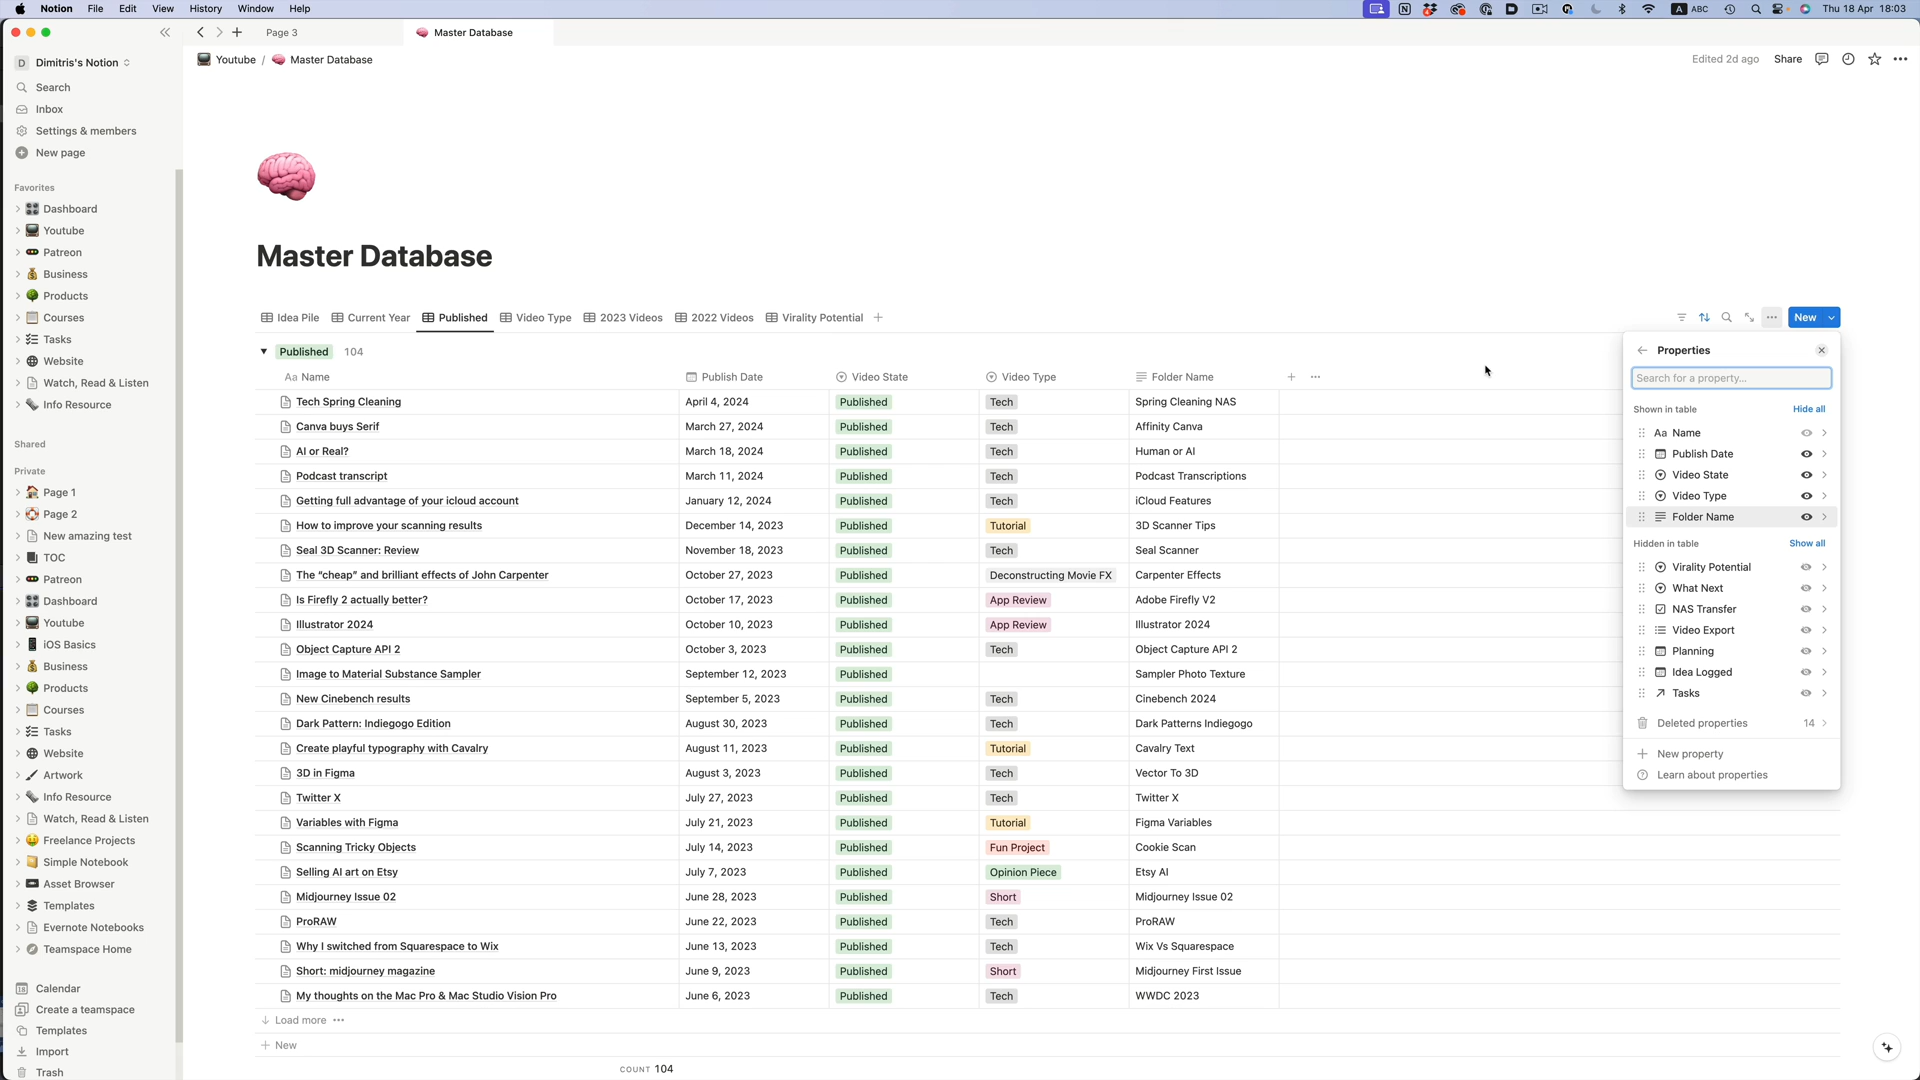 Notion File Edit View History Window Help
ABC Thu 18 Apr 18:03
Page 3
Master Database
D Dimitris's Notion
Search
Inbox
Settings & members
New page
Favorites
Dashboard
Youtube
Patreon
Business
Products
Courses
Tasks
Website
Watch, Read & Listen
Info Resource
Shared
Private
Page 1
Page 2
New amazing test
TOC
Patreon
Dashboard
Youtube
iOS Basics
Business
Products
Courses
Tasks
Website
Artwork
Info Resource
Watch, Read & Listen
Freelance Projects
Simple Notebook
Asset Browser
Templates
Evernote Notebooks
Teamspace Home
Calendar
Create a teamspace
Templates
Import
Trash
Youtube / Master Database
Edited 2d ago Share
Master Database
Idea Pile Current Year Published Video Type 2023 Videos 2022 Videos Virality Potential
New
Published 104
Aa Name Publish Date Video State Video Type Folder Name
Tech Spring Cleaning April 4, 2024 Published Tech Spring Cleaning NAS
Canva buys Serif March 27, 2024 Published Tech Affinity Canva
AI or Real? March 18, 2024 Published Tech Human or AI
Podcast transcript March 11, 2024 Published Tech Podcast Transcriptions
Getting full advantage of your icloud account January 12, 2024 Published Tech iCloud Features
How to improve your scanning results December 14, 2023 Published Tutorial 3D Scanner Tips
Seal 3D Scanner: Review November 18, 2023 Published Tech Seal Scanner
The “cheap” and brilliant effects of John Carpenter October 27, 2023 Published Deconstructing Movie FX Carpenter Effects
Is Firefly 2 actually better? October 17, 2023 Published App Review Adobe Firefly V2
Illustrator 2024 October 10, 2023 Published App Review Illustrator 2024
Object Capture API 2 October 3, 2023 Published Tech Object Capture API 2
Image to Material Substance Sampler September 12, 2023 Published Sampler Photo Texture
New Cinebench results September 5, 2023 Published Tech Cinebench 2024
Dark Pattern: Indiegogo Edition August 30, 2023 Published Tech Dark Patterns Indiegogo
Create playful typography with Cavalry August 11, 2023 Published Tutorial Cavalry Text
3D in Figma August 3, 2023 Published Tech Vector To 3D
Twitter X July 27, 2023 Published Tech Twitter X
Variables with Figma July 21, 2023 Published Tutorial Figma Variables
Scanning Tricky Objects July 14, 2023 Published Fun Project Cookie Scan
Selling AI art on Etsy July 7, 2023 Published Opinion Piece Etsy AI
Midjourney Issue 02 June 28, 2023 Published Short Midjourney Issue 02
ProRAW June 22, 2023 Published Tech ProRAW
Why I switched from Squarespace to Wix June 13, 2023 Published Tech Wix Vs Squarespace
Short: midjourney magazine June 9, 2023 Published Short Midjourney First Issue
My thoughts on the Mac Pro & Mac Studio Vision Pro June 6, 2023 Published Tech WWDC 2023
Load more
New
COUNT 104
Properties
Search for a property...
Shown in table Hide all
Aa Name
Publish Date
Video State
Video Type
Folder Name
Hidden in table Show all
Virality Potential
What Next
NAS Transfer
Video Export
Planning
Idea Logged
Tasks
Deleted properties 14
New property
Learn about properties